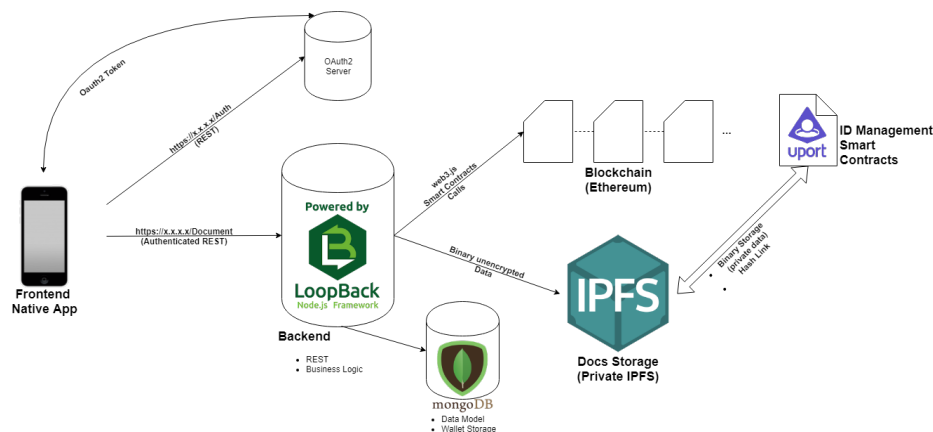 Oauth2 Token
OAuth2
Server
https://x.x.x.x/Auth
(REST)
web3.js
Smart Contracts
Calls
...
Blockchain
(Ethereum)
uport
ID Management
Smart
Contracts
Powered by
LoopBack
Node.js Framework
https://x.x.x.x/Document
(Authenticated REST)
Binary unencrypted
Data
Binary Storage
(private data)
Hash Link
IPFS
Frontend
Native App
Backend
• REST
• Business Logic
Docs Storage
(Private IPFS)
mongoDB
• Data Model
• Wallet Storage